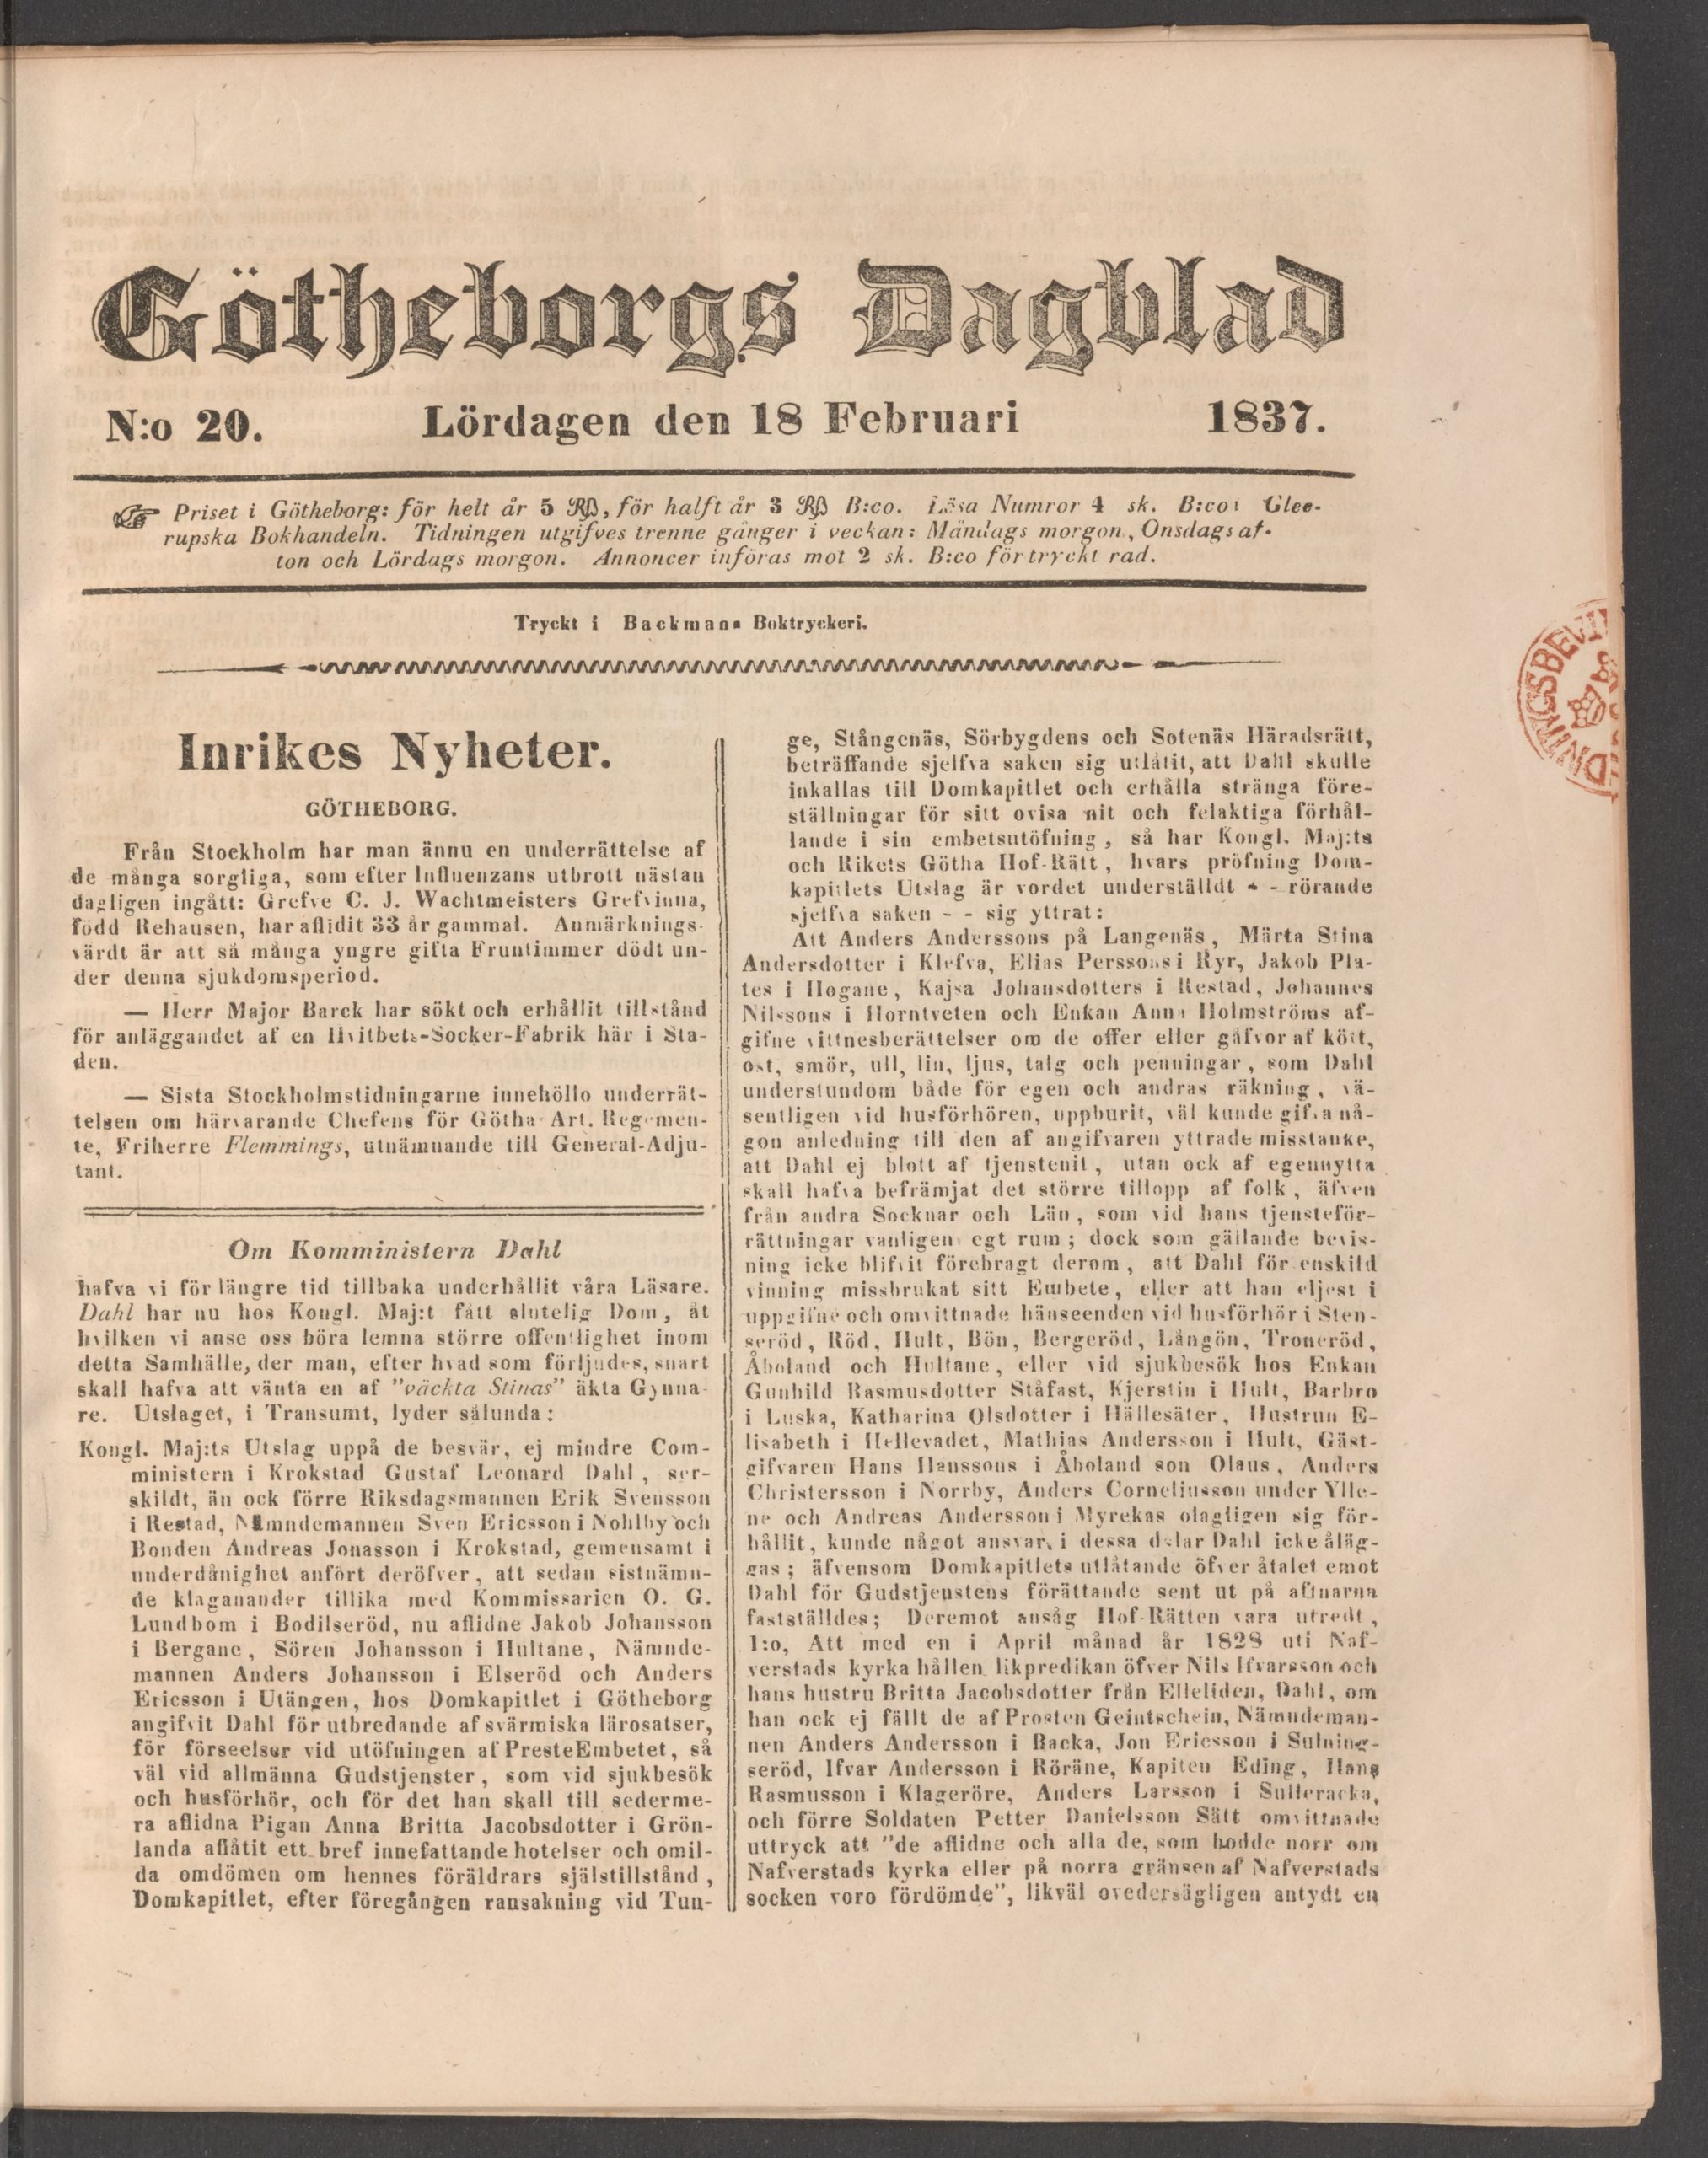 Götheborgs Dagblad
N:o 20. Lördagen den 18 Februari 1837.
Priset i Götheborg: för helt år 5 Rß, för halft år 3 Rß B:co. Lösa Numror 4 sk. B:co: Glee-
rupska Bokhandeln. Tidningen utgifves trenne gånger i veckan: Måndags morgon, Onsdags af-
ton och Lördags morgon. Annoncer införas mot 2 sk. B:co för tryckt rad.
Tryckt i Backmans Boktryckeri.
Inrikes Nyheter.
GÖTHEBORG.
Från Stockholm har man ännu en underrättelse af
de många sorgliga, som efter Influenzans utbrott nästan
dagligen ingått: Grefve C. J. Wachtmeisters Grefvinna,
född Rehausen, har aflidit 33 år gammal. Anmärknings-
värdt är att så många yngre gifta Fruntimmer dödt un-
der denna sjukdomsperiod.
— Herr Major Barck har sökt och erhållit tillstånd
för anläggandet af en Hvitbets-Socker-Fabrik här i Sta-
den.
— Sista Stockholmstidningarne innehöllo underrät-
telsen om härvarande Chefens för Götha Art. Regemen-
te, Friherre Flemmings, utnämnande till General-Adju-
tant.
Om Komministern Dahl
hafva vi för längre tid tillbaka underhållit våra Läsare.
Dahl har nu hos Kongl. Maj:t fått slutelig Dom, åt
hvilken vi anse oss böra lemna större offentlighet inom
detta Samhälle, der man, efter hvad som förljudes, snart
skall hafva att vänta en af "väckta Stinas" äkta Gynna-
re. Utslaget, i Transumt, lyder sålunda:
Kongl. Maj:ts Utslag uppå de besvär, ej mindre Com-
ministern i Krokstad Gustaf Leonard Dahl, ser-
skildt, än ock förre Riksdagsmannen Erik Svensson
i Restad, Nämndemannen Sven Ericsson i Nohlby och
Bonden Andreas Jonasson i Krokstad, gemensamt i
underdånighet anfört deröfver, att sedan sistnämn-
de klaganander tillika med Kommissarien O. G.
Lundbom i Bodilseröd, nu aflidne Jakob Johansson
i Bergane, Sören Johansson i Hultane, Nämnde-
mannen Anders Johansson i Elseröd och Anders
Ericsson i Utängen, hos Domkapitlet i Götheborg
angifvit Dahl för utbredande af svärmiska lärosatser,
för förseelser vid utöfningen af PresteEmbetet, så
väl vid allmänna Gudstjenster, som vid sjukbesök
och husförhör, och för det han skall till sederme-
ra aflidna Pigan Anna Britta Jacobsdotter i Grön-
landa aflåtit ett bref innefattande hotelser och omil-
da omdömen om hennes föräldrars själstillstånd,
Domkapitlet, efter föregången ransakning vid Tun-
ge, Stångenäs, Sörbygdens och Sotenäs Häradsrätt,
beträffande sjelfva saken sig utlåtit, att Dahl skulle
inkallas till Domkapitlet och erhålla stränga före-
ställningar för sitt ovisa nit och felaktiga förhål-
lande i sin embetsutöfning, så har Kongl. Maj:ts
och Rikets Götha Hof-Rätt, hvars pröfning Dom-
kapitlets Utslag är vordet underställdt - - rörande
sjelfva saken - - sig yttrat:
Att Anders Anderssons på Langenäs, Märta Stina
Andersdotter i Klefva, Elias Perssons i Ryr, Jakob Pla-
tes i Hogane, Kajsa Johansdotters i Restad, Johannes
Nilssons i Horntveten och Enkan Anna Holmströms af-
gifne vittnesberättelser om de offer eller gåfvor af kött,
ost, smör, ull, lin, ljus, talg och penningar, som Dahl
understundom både för egen och andras räkning, vä-
sentligen vid husförhören, uppburit, väl kunde gifva nå-
gon anledning till den af angifvaren yttrade misstanke,
att Dahl ej blott af tjenstenit, utan ock af egennytta
skall hafva befrämjat det större tillopp af folk, äfven
från andra Socknar och Län, som vid hans tjensteför-
rättningar vanligen egt rum; dock som gällande bevis-
ning icke blifvit förebragt derom, att Dahl för enskild
vinning missbrukat sitt Embete, eller att han eljest i
uppgifne och omvittnade hänseenden vid husförhör i Sten-
seröd, Röd, Hult, Bön, Bergeröd, Långön, Troneröd,
Åboland och Hultane, eller vid sjukbesök hos Enkan
Gunhild Rasmusdotter Ståfast, Kjerstin i Hult, Barbro
i Luska, Katharina Olsdotter i Hällesäter, Hustrun E-
lisabeth i Hellevadet, Mathias Andersson i Hult, Gäst-
gifvaren Hans Hanssons i Åboland son Olaus, Anders
Christersson i Norrby, Anders Corneliusson under Ylle-
ne och Andreas Andersson i Myrekas olagligen sig för-
hållit, kunde något ansvar, i dessa delar Dahl icke åläg-
gas; äfvensom Domkapitlets utlåtande öfver åtalet emot
Dahl för Gudstjenstens förättande sent ut på aftnarna
fastställdes; Deremot ansåg Hof-Rätten vara utredt,
1:o, Att med en i April månad år 1828 uti Naf-
verstads kyrka hållen likpredikan öfver Nils Ifvarsson och
hans hustru Britta Jacobsdotter från Elleliden, Dahl, om
han ock ej fällt de af Prosten Geintschein, Nämndeman-
nen Anders Andersson i Backa, Jon Ericsson i Sulning-
seröd, Ifvar Andersson i Röräne, Kapiten Eding, Hans
Rasmusson i Klageröre, Anders Larsson i Sulleracka,
och förre Soldaten Petter Danielsson Sätt omvittnade
uttryck att "de aflidne och alla de, som bodde norr om
Nafverstads kyrka eller på norra gränsen af Nafverstads
socken voro fördömde", likväl ovedersägligen antydt en